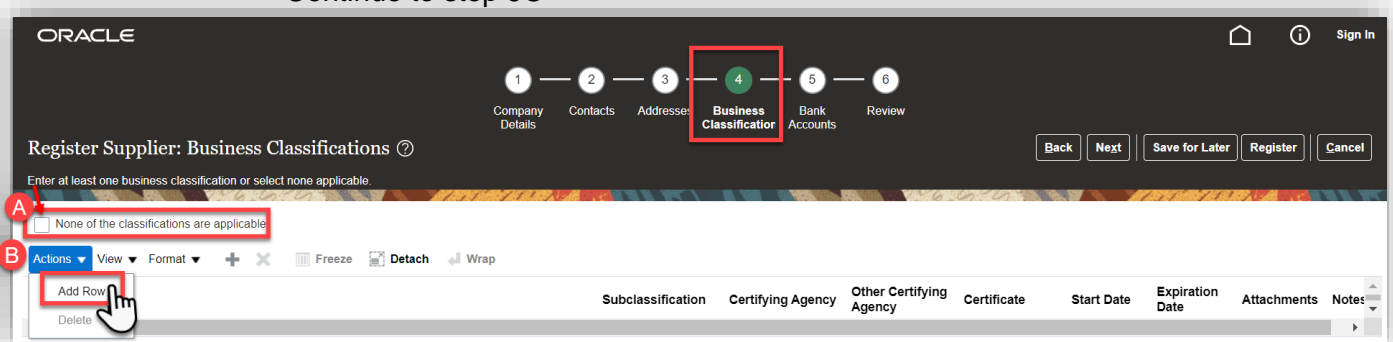 ORACLE
Sign In
1 2 3 4 5 6
Company Details
Contacts
Addresses
Business Classification
Bank Accounts
Review
Register Supplier: Business Classifications
Back Next Save for Later Register Cancel
Enter at least one business classification or select none applicable.
A
None of the classifications are applicable
B
Actions View Format Freeze Detach Wrap
Add Row
Delete
Subclassification Certifying Agency Other Certifying Agency Certificate Start Date Expiration Date Attachments Notes